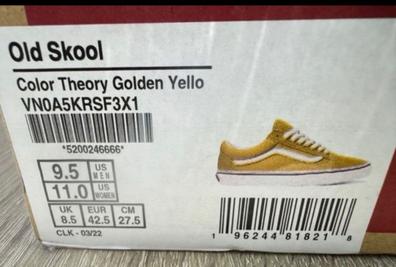 Old Skool
Color Theory Golden Yello
VN0A5KRSF3X1
*5200246666*
9.5 US MEN
11.0 US WOMEN
UK EUR CM
8.5 42.5 27.5
CLK - 03/22
1 96244 81821 8